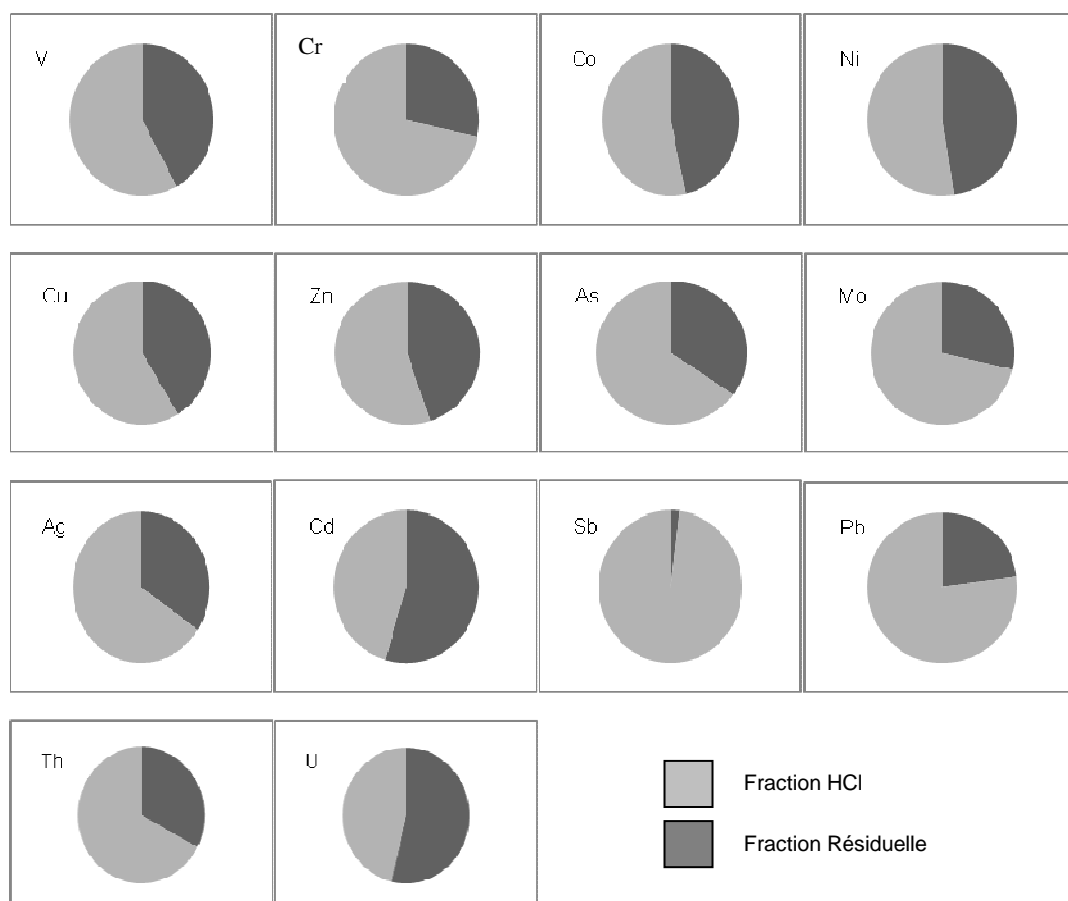 V
Cr
Co
Ni
Cu
Zn
As
Mo
Ag
Cd
Sb
Pb
Th
U
Fraction HCl
Fraction Résiduelle